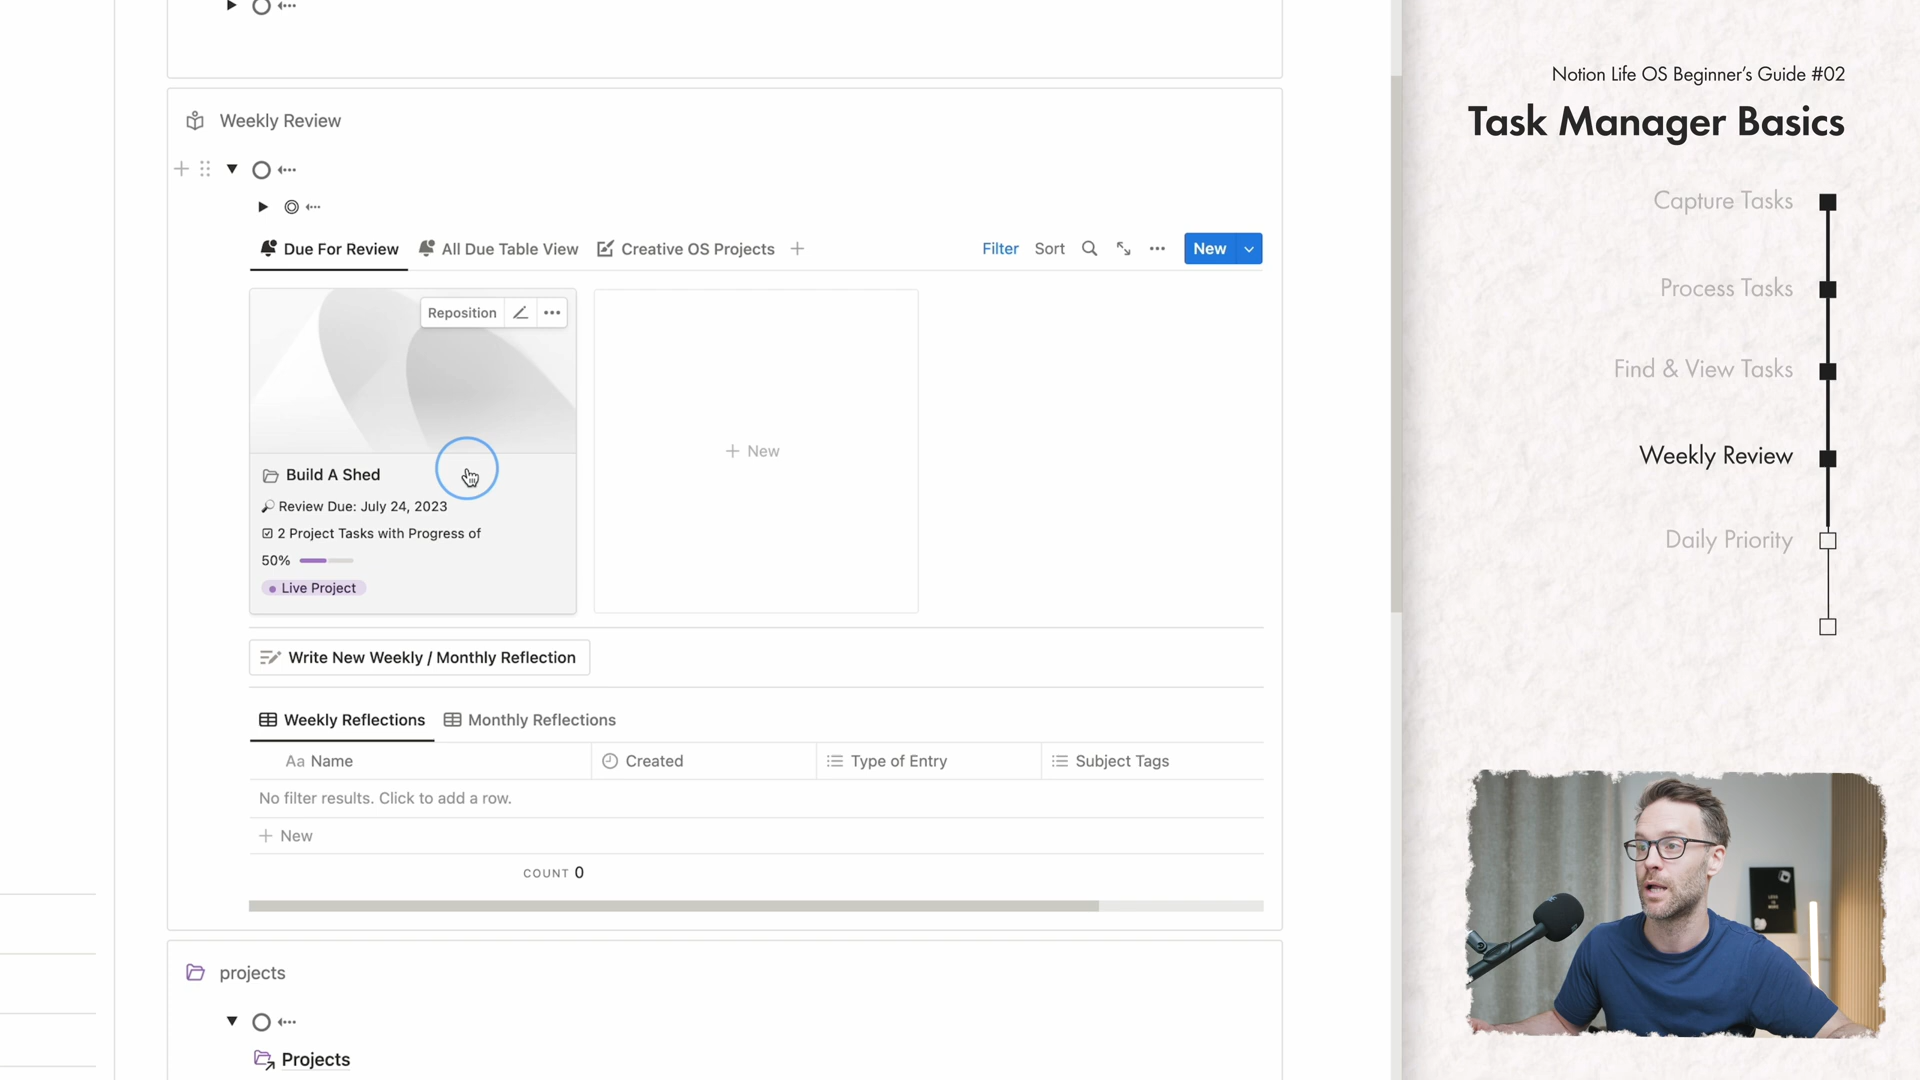 Weekly Review
Due For Review
All Due Table View
Creative OS Projects
Filter
Sort
New
Reposition
Build A Shed
Review Due: July 24, 2023
2 Project Tasks with Progress of
50%
Live Project
+ New
Write New Weekly / Monthly Reflection
Weekly Reflections
Monthly Reflections
Aa Name
Created
Type of Entry
Subject Tags
No filter results. Click to add a row.
+ New
COUNT 0
projects
Projects
Notion Life OS Beginner's Guide #02
Task Manager Basics
Capture Tasks
Process Tasks
Find & View Tasks
Weekly Review
Daily Priority